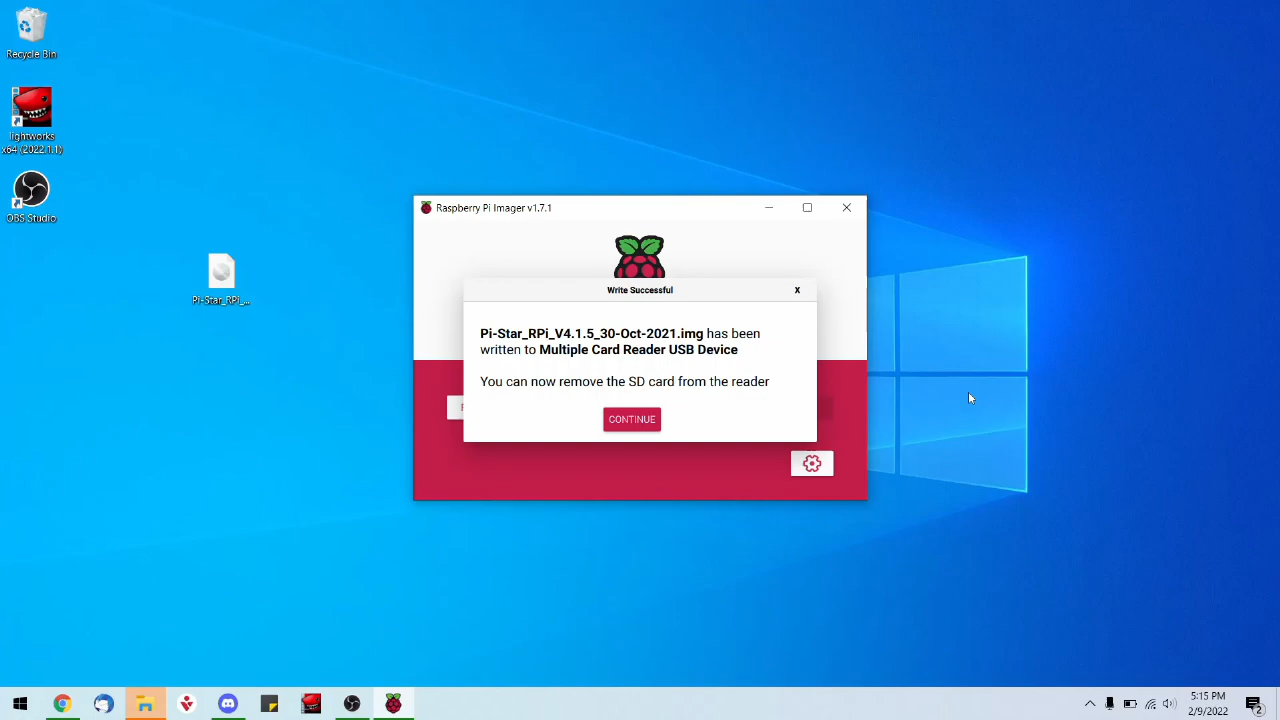 Recycle Bin
lightworks
x64 (2022.1.1)
OBS Studio
Pi-Star_RPi_...
Raspberry Pi Imager v1.7.1
Write Successful
X
Pi-Star_RPi_V4.1.5_30-Oct-2021.img has been
written to Multiple Card Reader USB Device
You can now remove the SD card from the reader
CONTINUE
5:15 PM
2/9/2022
2